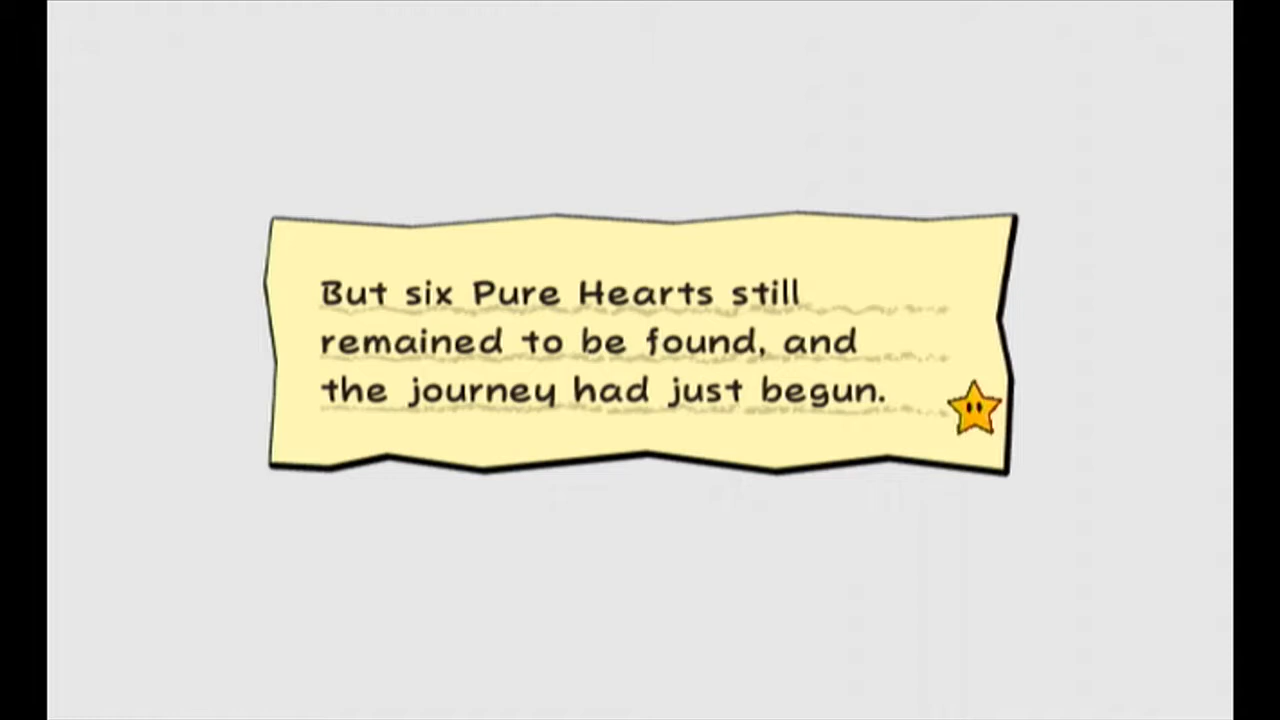 But six Pure Hearts still
remained to be found, and
the journey had just begun.